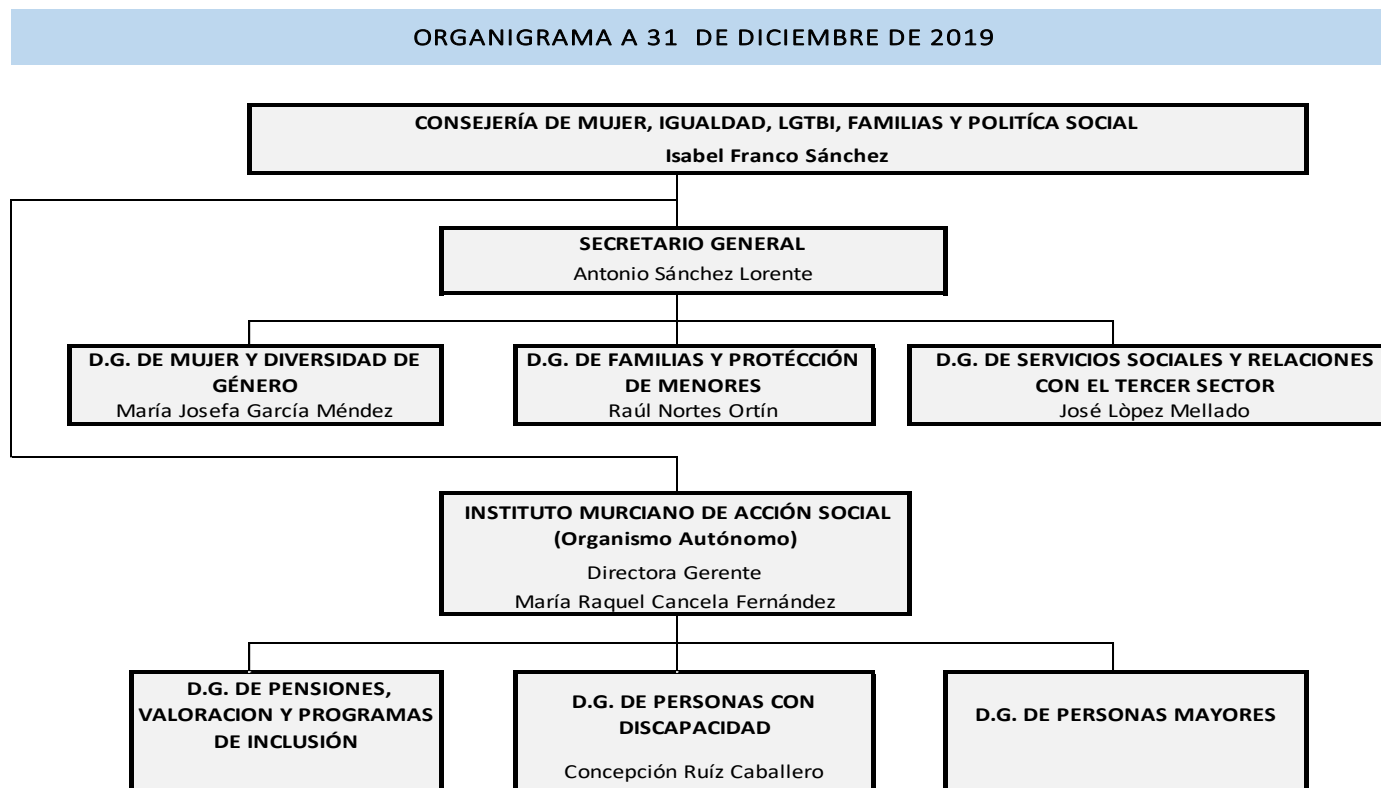 ORGANIGRAMA A 31 DE DICIEMBRE DE 2019
CONSEJERÍA DE MUJER, IGUALDAD, LGTBI, FAMILIAS Y POLITÍCA SOCIAL
Isabel Franco Sánchez
SECRETARIO GENERAL
Antonio Sánchez Lorente
D.G. DE MUJER Y DIVERSIDAD DE
GÉNERO
María Josefa García Méndez
D.G. DE FAMILIAS Y PROTÉCCIÓN
DE MENORES
Raúl Nortes Ortín
D.G. DE SERVICIOS SOCIALES Y RELACIONES
CON EL TERCER SECTOR
José Lòpez Mellado
INSTITUTO MURCIANO DE ACCIÓN SOCIAL
(Organismo Autónomo)
Directora Gerente
María Raquel Cancela Fernández
D.G. DE PENSIONES,
VALORACION Y PROGRAMAS
DE INCLUSIÓN
D.G. DE PERSONAS CON
DISCAPACIDAD
Concepción Ruíz Caballero
D.G. DE PERSONAS MAYORES